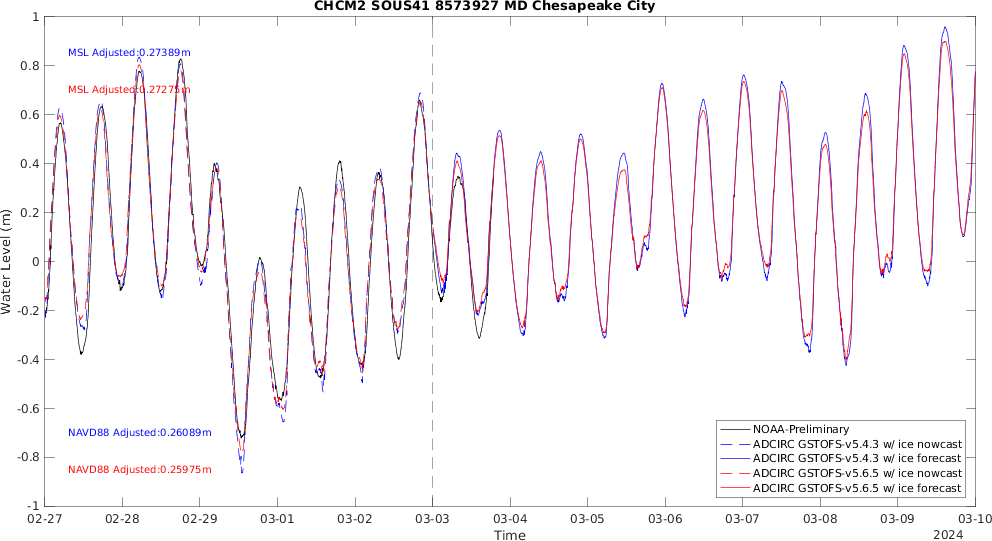 CHCM2 SOUS41 8573927 MD Chesapeake City
MSL Adjusted:0.27389m
MSL Adjusted:0.27275m
NAVD88 Adjusted:0.26089m
NAVD88 Adjusted:0.25975m
Water Level (m)
1
0.8
0.6
0.4
0.2
0
-0.2
-0.4
-0.6
-0.8
-1
NOAA-Preliminary
ADCIRC GSTOFS-v5.4.3 w/ ice nowcast
ADCIRC GSTOFS-v5.4.3 w/ ice forecast
ADCIRC GSTOFS-v5.6.5 w/ ice nowcast
ADCIRC GSTOFS-v5.6.5 w/ ice forecast
02-27 02-28 02-29 03-01 03-02 03-03 03-04 03-05 03-06 03-07 03-08 03-09 03-10
Time
2024